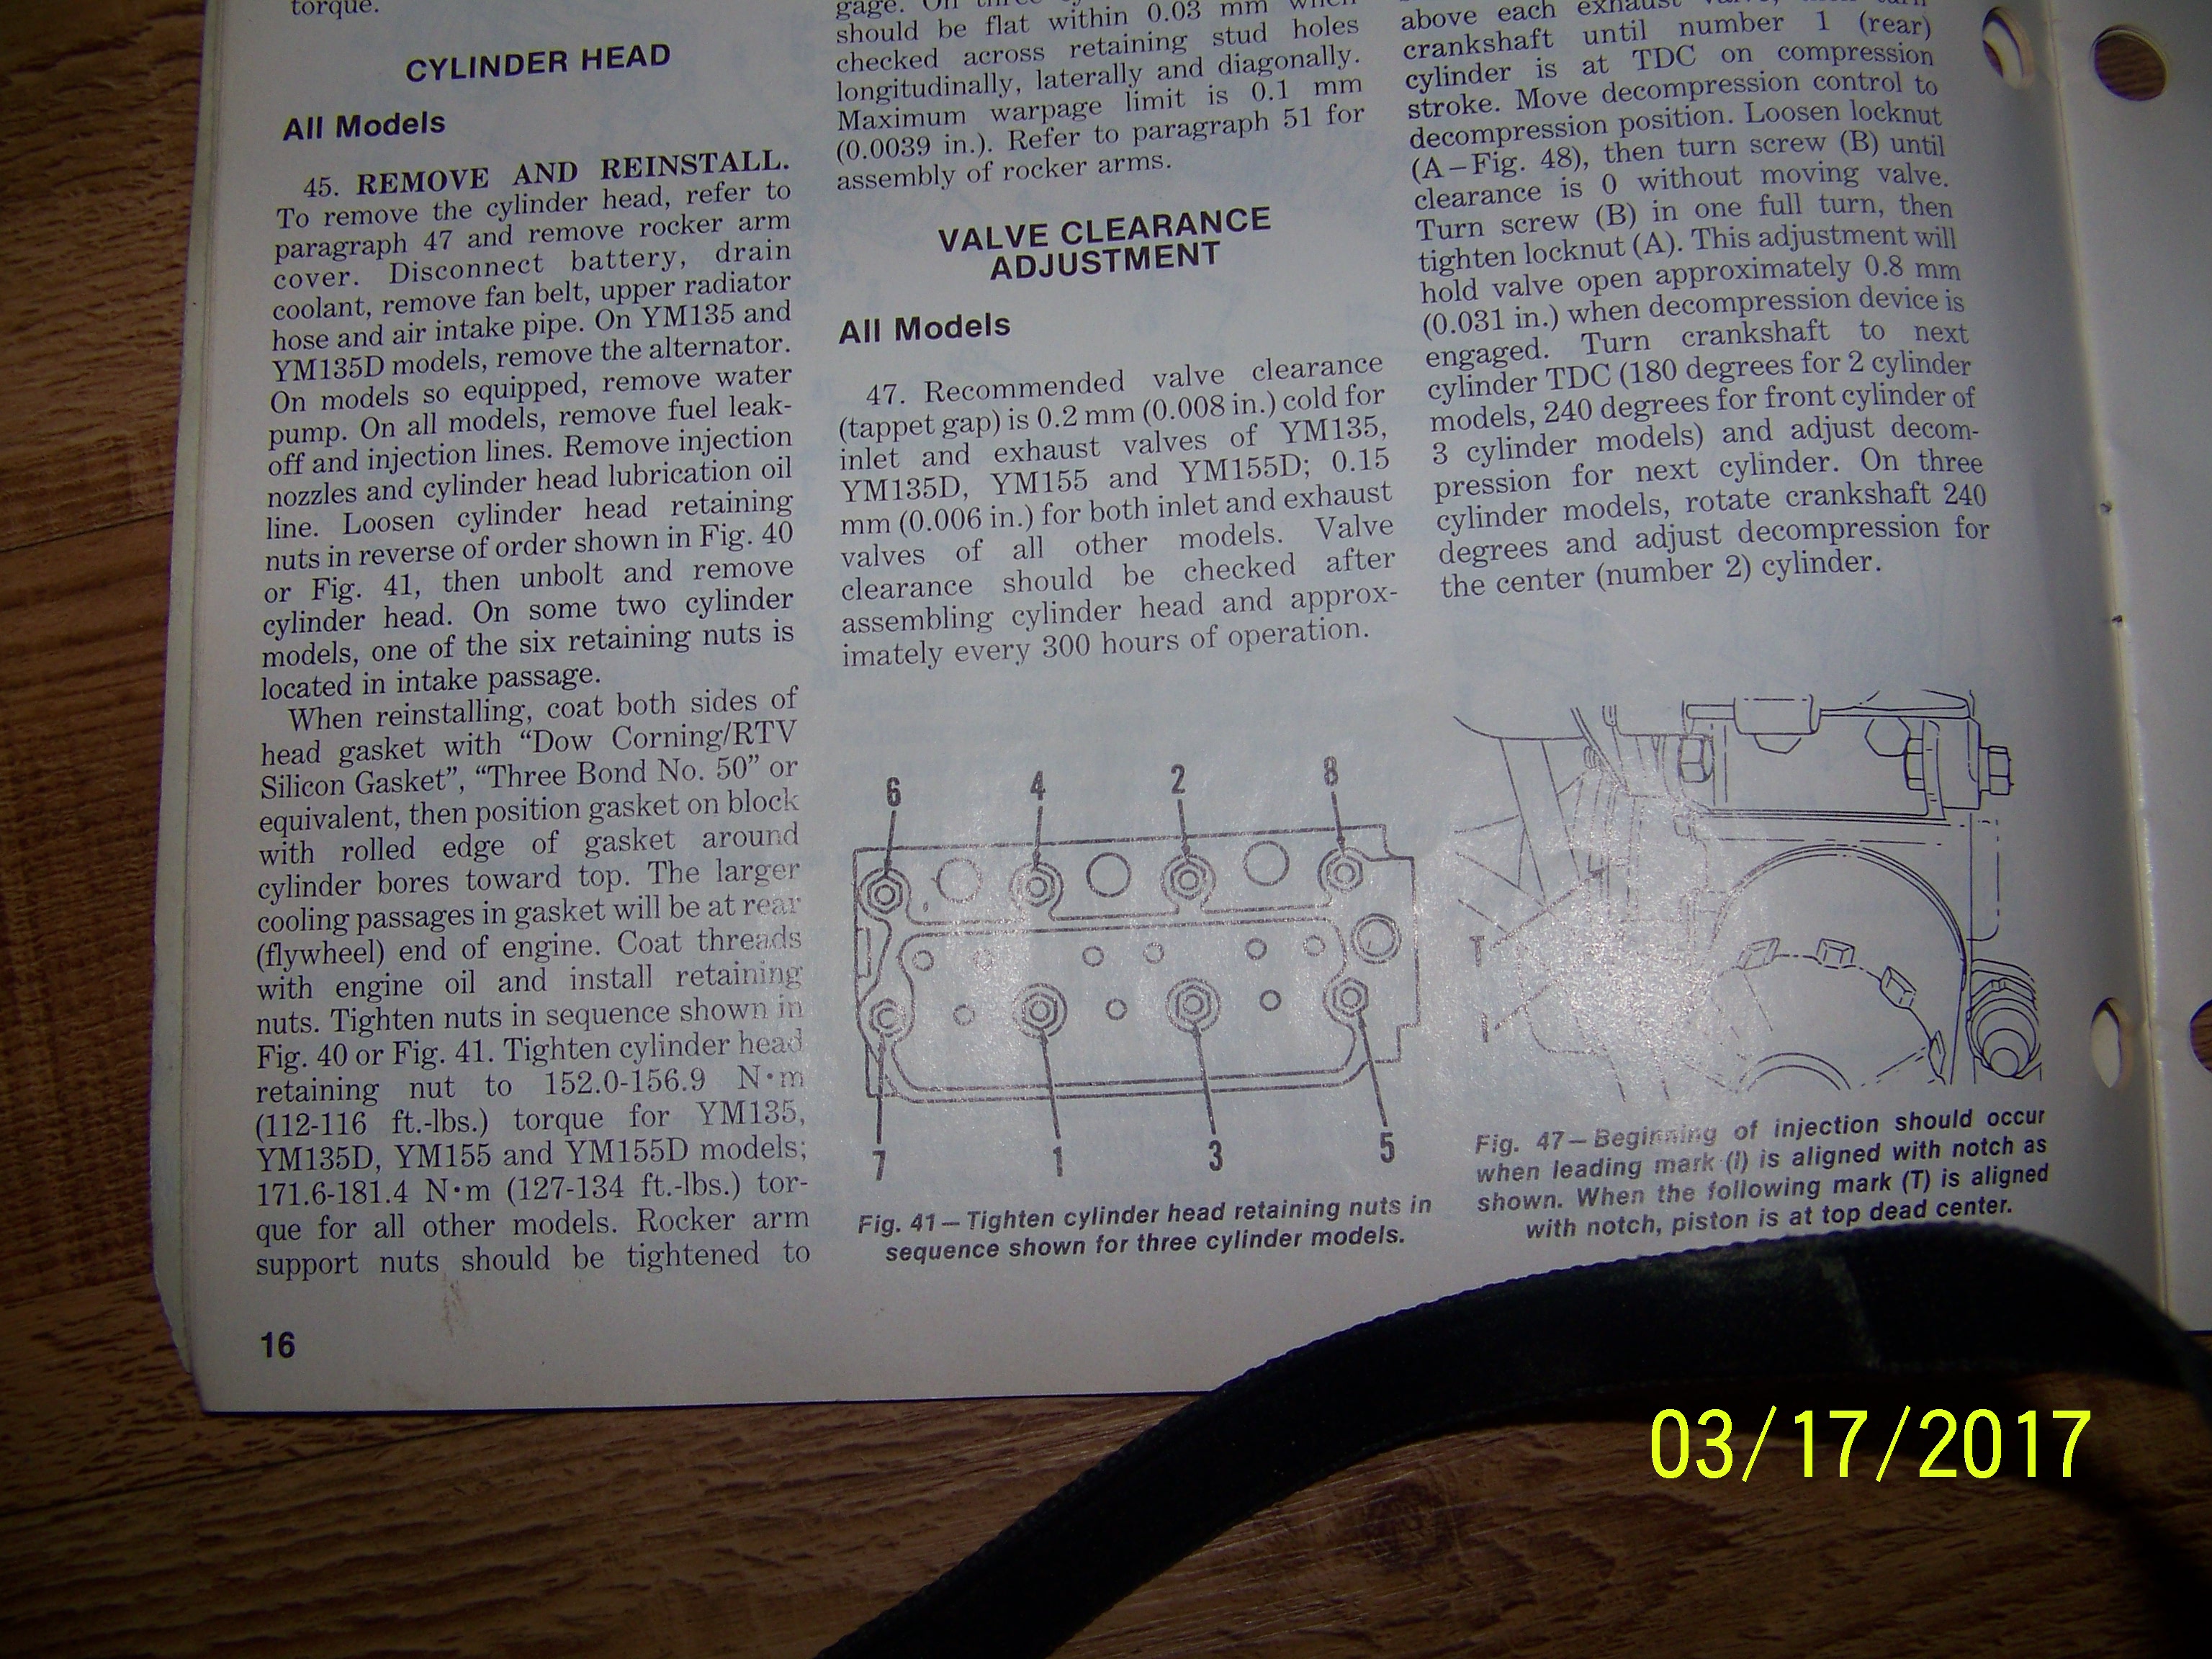 torque.
CYLINDER HEAD
All Models
45. REMOVE AND REINSTALL.
To remove the cylinder head, refer to
paragraph 47 and remove rocker arm
cover. Disconnect battery, drain
coolant, remove fan belt, upper radiator
hose and air intake pipe. On YM135 and
YM135D models, remove the alternator.
On models so equipped, remove water
pump. On all models, remove fuel leak-
off and injection lines. Remove injection
nozzles and cylinder head lubrication oil
line. Loosen cylinder head retaining
nuts in reverse of order shown in Fig. 40
or Fig. 41, then unbolt and remove
cylinder head. On some two cylinder
models, one of the six retaining nuts is
located in intake passage.
When reinstalling, coat both sides of
head gasket with “Dow Corning/RTV
Silicon Gasket”, “Three Bond No. 50” or
equivalent, then position gasket on block
with rolled edge of gasket around
cylinder bores toward top. The larger
cooling passages in gasket will be at rear
(flywheel) end of engine. Coat threads
with engine oil and install retaining
nuts. Tighten nuts in sequence shown in
Fig. 40 or Fig. 41. Tighten cylinder head
retaining nut to 152.0-156.9 N·m
(112-116 ft.-lbs.) torque for YM135,
YM135D, YM155 and YM155D models;
171.6-181.4 N·m (127-134 ft.-lbs.) tor-
que for all other models. Rocker arm
support nuts should be tightened to
16
gage. On
should be flat within 0.03 mm when
checked across retaining stud holes
longitudinally, laterally and diagonally.
Maximum warpage limit is 0.1 mm
(0.0039 in.). Refer to paragraph 51 for
assembly of rocker arms.
VALVE CLEARANCE
ADJUSTMENT
All Models
47. Recommended valve clearance
(tappet gap) is 0.2 mm (0.008 in.) cold for
inlet and exhaust valves of YM135,
YM135D, YM155 and YM155D; 0.15
mm (0.006 in.) for both inlet and exhaust
valves of all other models. Valve
clearance should be checked after
assembling cylinder head and approx-
imately every 300 hours of operation.
6 4 2 8
7 1 3 5
Fig. 41—Tighten cylinder head retaining nuts in
sequence shown for three cylinder models.
above each exhaust
crankshaft until number 1 (rear)
cylinder is at TDC on compression
stroke. Move decompression control to
decompression position. Loosen locknut
(A–Fig. 48), then turn screw (B) until
clearance is 0 without moving valve.
Turn screw (B) in one full turn, then
tighten locknut (A). This adjustment will
hold valve open approximately 0.8 mm
(0.031 in.) when decompression device is
engaged. Turn crankshaft to next
cylinder TDC (180 degrees for 2 cylinder
models, 240 degrees for front cylinder of
3 cylinder models) and adjust decom-
pression for next cylinder. On three
cylinder models, rotate crankshaft 240
degrees and adjust decompression for
the center (number 2) cylinder.
T
I
Fig. 47—Beginning of injection should occur
when leading mark (I) is aligned with notch as
shown. When the following mark (T) is aligned
with notch, piston is at top dead center.
03/17/2017